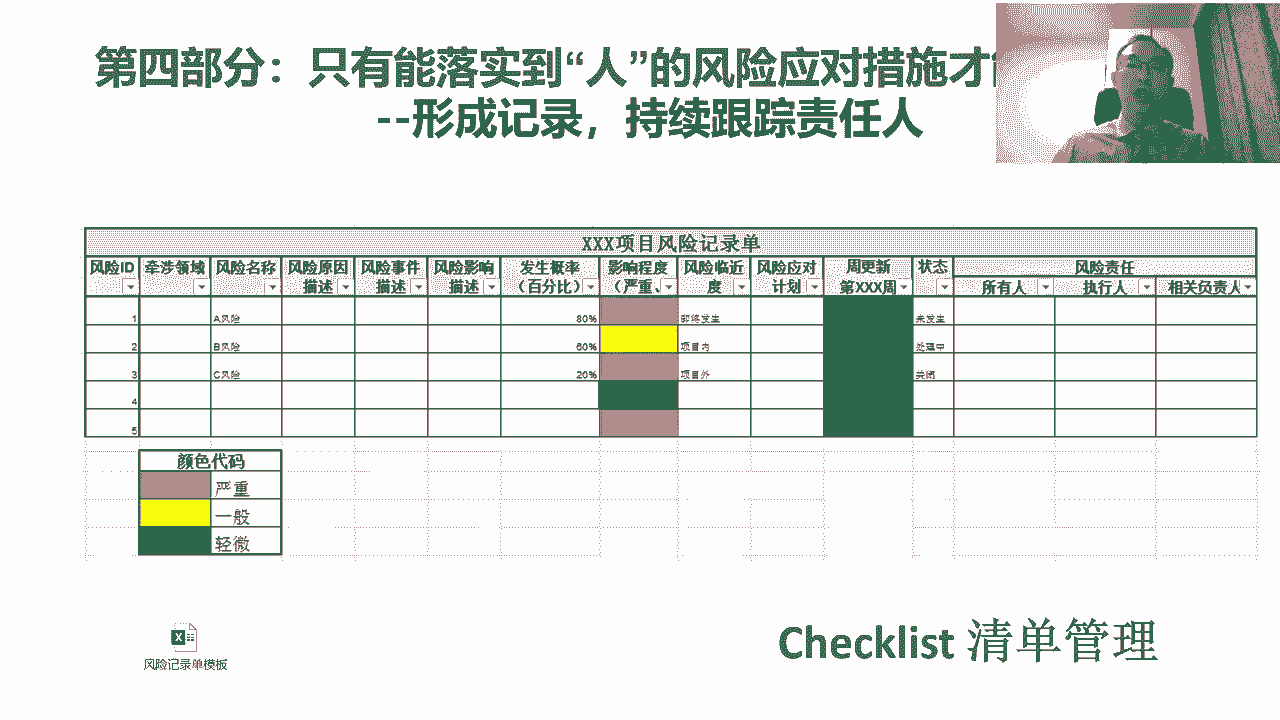 第四部分：只有能落实到“人”的风险应对措施才
--形成记录，持续跟踪责任人
XXX项目风险记录单
风险ID 牵涉领域 风险名称 风险原因描述 风险事件描述 风险影响描述 发生概率（百分比） 影响程度（严重、 风险临近度 风险应对计划 周更新第XXX周 状态 风险责任
所有人 执行人 相关负责人
1 A风险 80% 即将发生 未发生
2 B风险 60% 项目内 处理中
3 C风险 20% 项目外 关闭
4
5
颜色代码
严重
一般
轻微
风险记录单模板
Checklist 清单管理